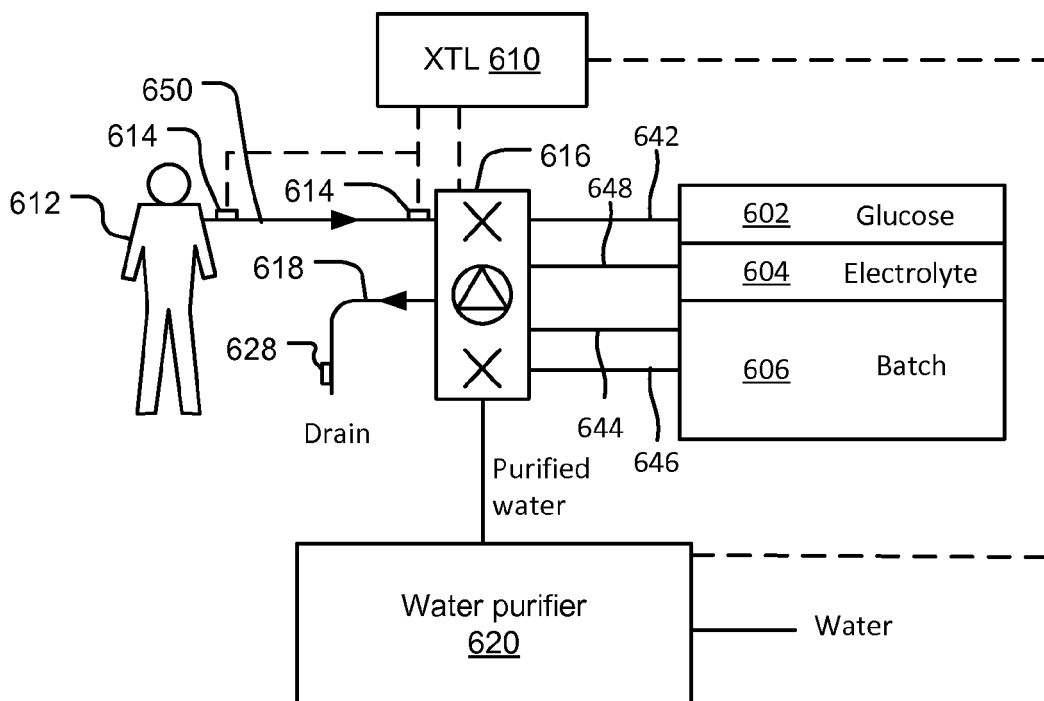 XTL 610
650
614
616
642
612
614
648
602 Glucose
604 Electrolyte
618
628
606 Batch
Drain
644
646
Purified
water
Water purifier
620
Water